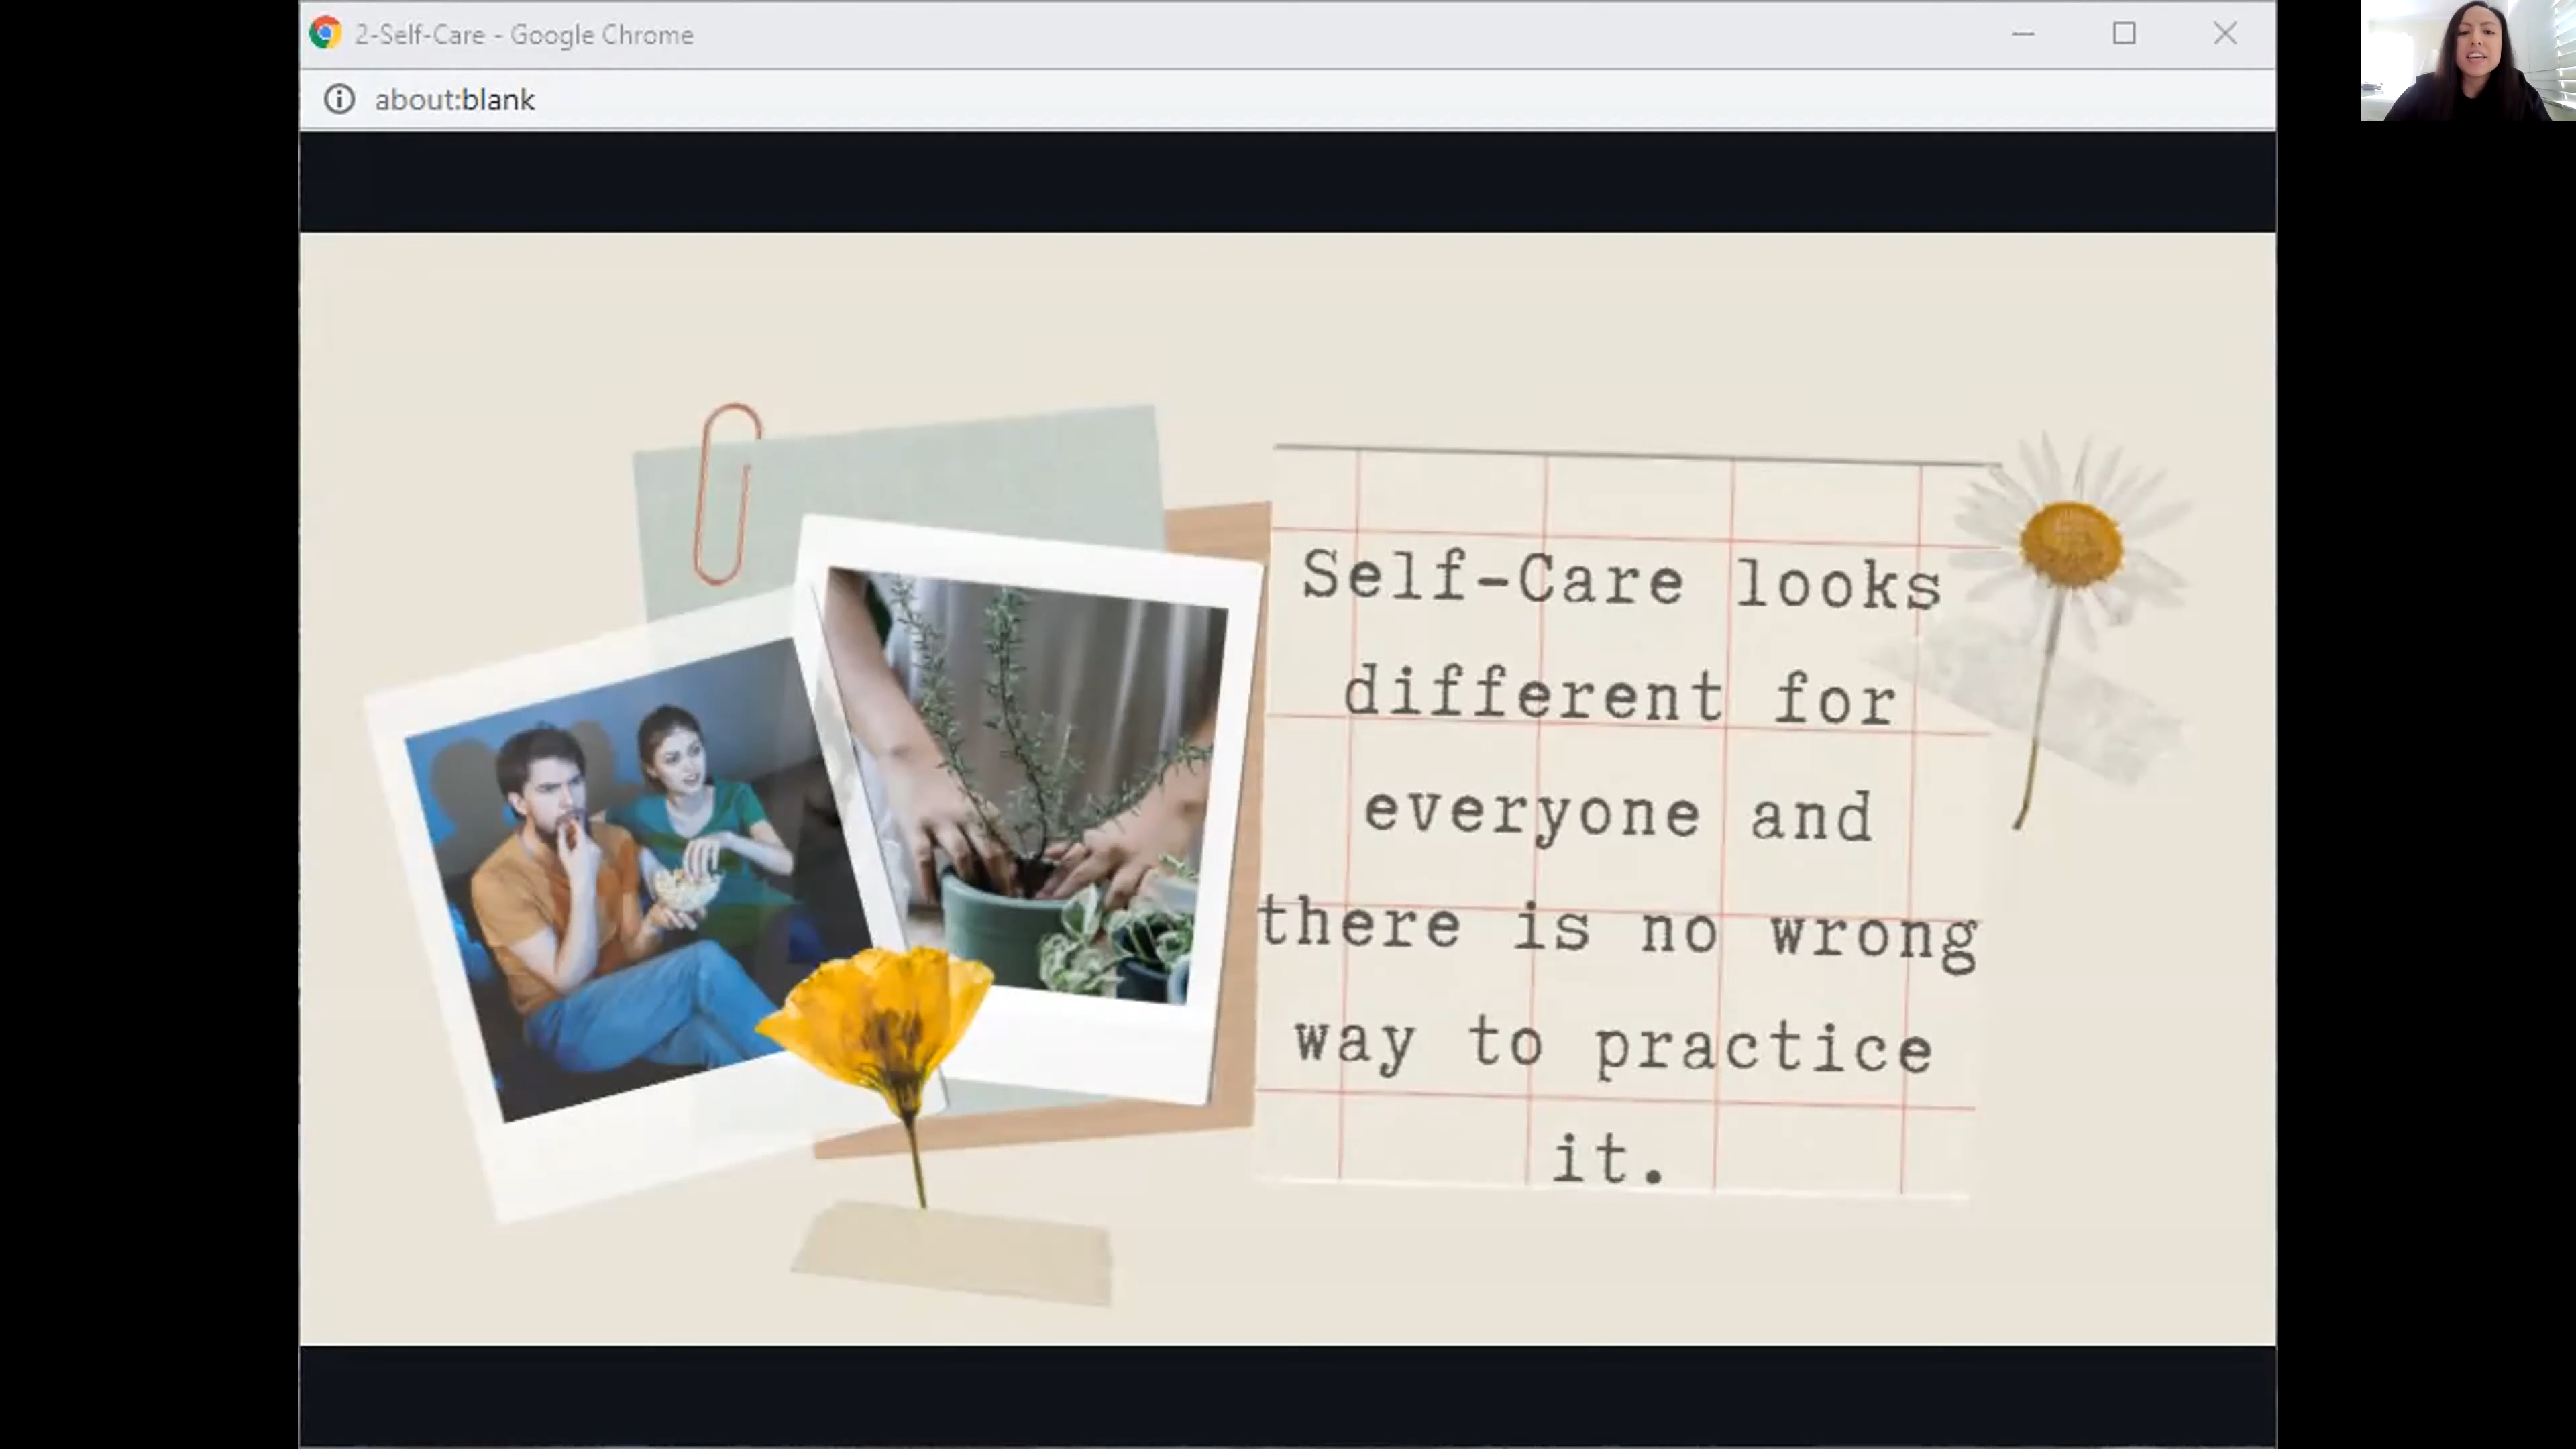 2-Self-Care - Google Chrome
about:blank
Self-Care looks
different for
everyone and
there is no wrong
way to practice
it.